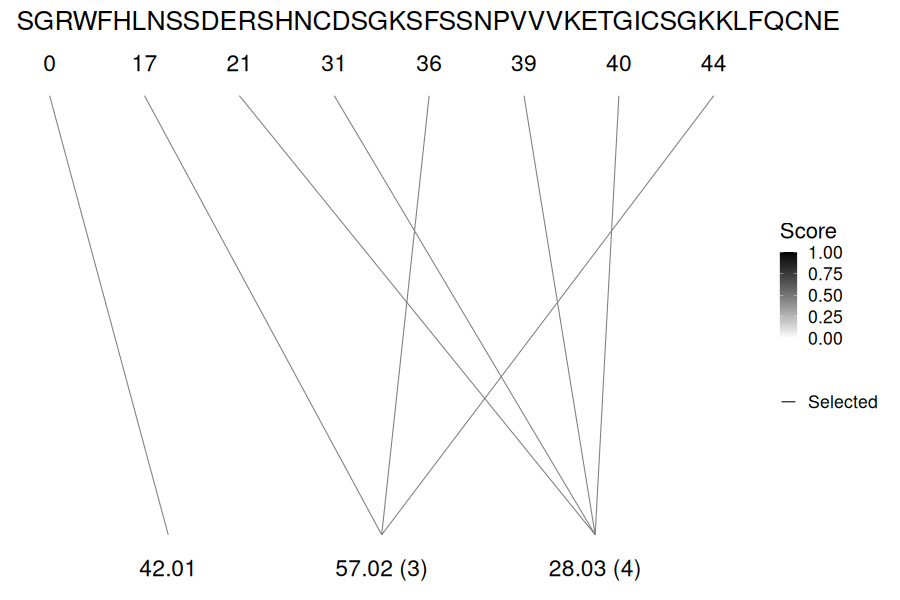 SGRWFHLNSSDERSHNCDSGKSFSSNPVVVKETGICSGKKLFQCNE
0 17 21 31 36 39 40 44
Score
1.00
0.75
0.50
0.25
0.00
Selected
42.01 57.02 (3) 28.03 (4)